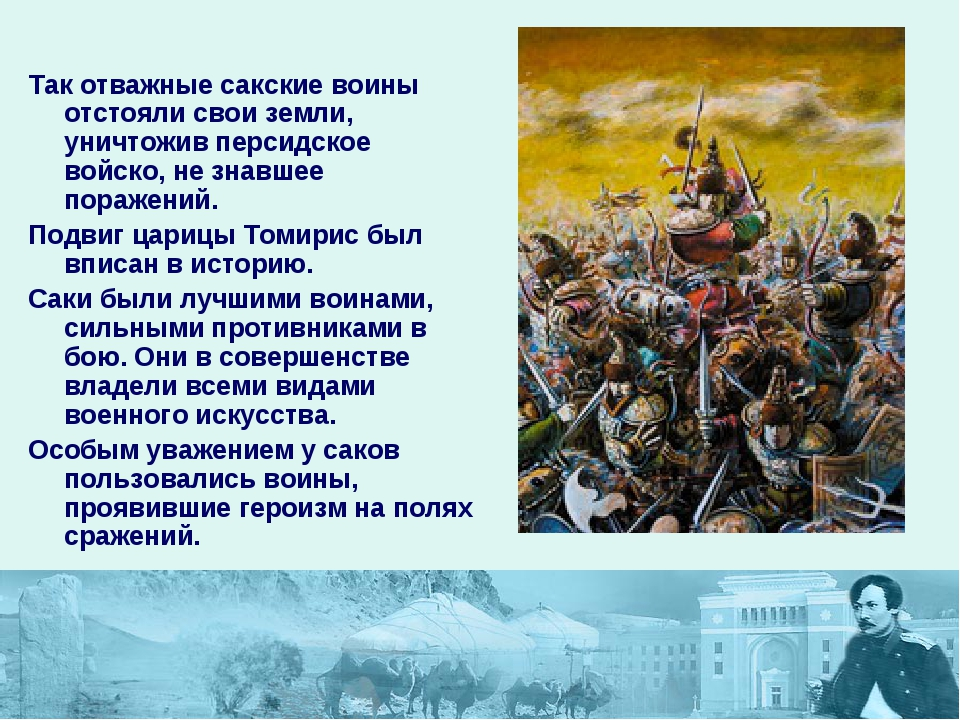 Так отважные сакские воины
отстояли свои земли,
уничтожив персидское
войско, не знавшее
поражений.
Подвиг царицы Томирис был
вписан в историю.
Саки были лучшими воинами,
сильными противниками в
бою. Они в совершенстве
владели всеми видами
военного искусства.
Особым уважением у саков
пользовались воины,
проявившие героизм на полях
сражений.